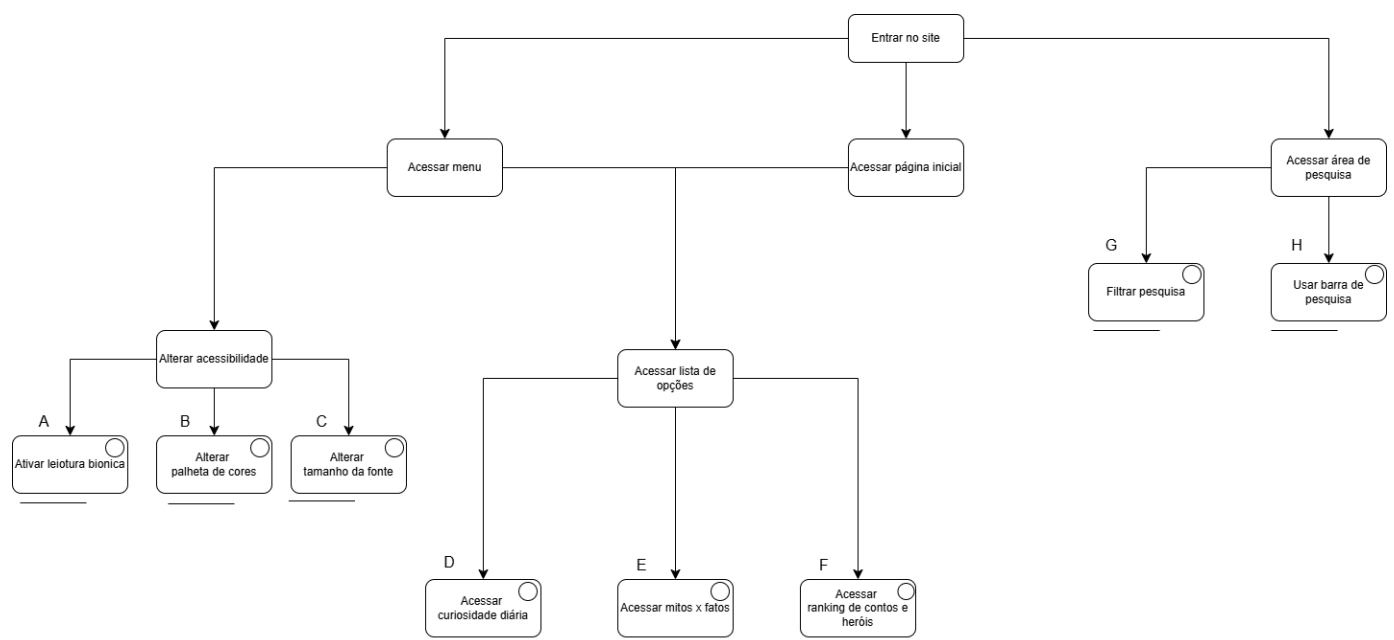 Entrar no site
Acessar menu
Acessar página inicial
Acessar área de
pesquisa
G
H
Filtrar pesquisa
Usar barra de
pesquisa
Alterar acessibilidade
Acessar lista de
opções
A
B
C
Ativar leiotura bionica
Alterar
palheta de cores
Alterar
tamanho da fonte
D
E
F
Acessar
curiosidade diária
Acessar mitos x fatos
Acessar
ranking de contos e
heróis